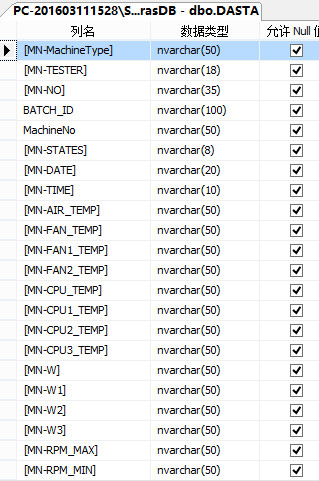 PC-201603111528\S...rasDB - dbo.DASTA
列名 数据类型 允许 Null 值
[MN-MachineType] nvarchar(50)
[MN-TESTER] nvarchar(18)
[MN-NO] nvarchar(35)
BATCH_ID nvarchar(100)
MachineNo nvarchar(50)
[MN-STATES] nvarchar(8)
[MN-DATE] nvarchar(20)
[MN-TIME] nvarchar(10)
[MN-AIR_TEMP] nvarchar(50)
[MN-FAN_TEMP] nvarchar(50)
[MN-FAN1_TEMP] nvarchar(50)
[MN-FAN2_TEMP] nvarchar(50)
[MN-CPU_TEMP] nvarchar(50)
[MN-CPU1_TEMP] nvarchar(50)
[MN-CPU2_TEMP] nvarchar(50)
[MN-CPU3_TEMP] nvarchar(50)
[MN-W] nvarchar(50)
[MN-W1] nvarchar(50)
[MN-W2] nvarchar(50)
[MN-W3] nvarchar(50)
[MN-RPM_MAX] nvarchar(50)
[MN-RPM_MIN] nvarchar(50)